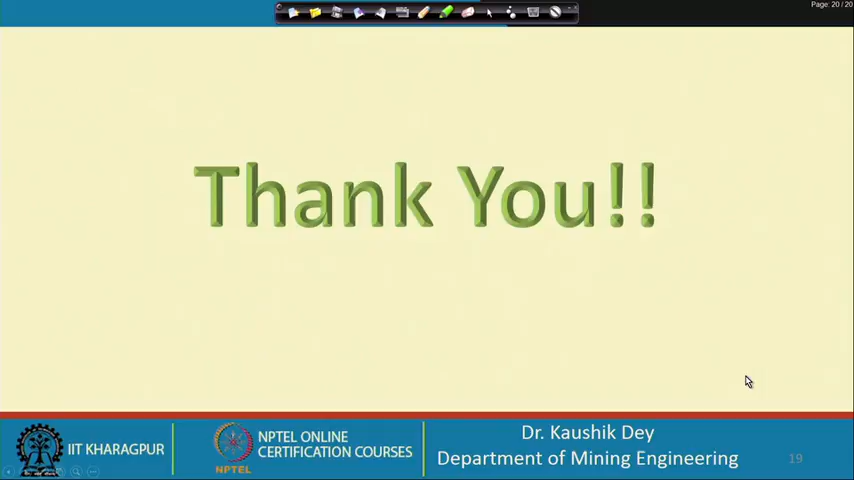 Page: 20 / 20
Thank You!!
IIT KHARAGPUR
NPTEL
NPTEL ONLINE
CERTIFICATION COURSES
Dr. Kaushik Dey
Department of Mining Engineering
19